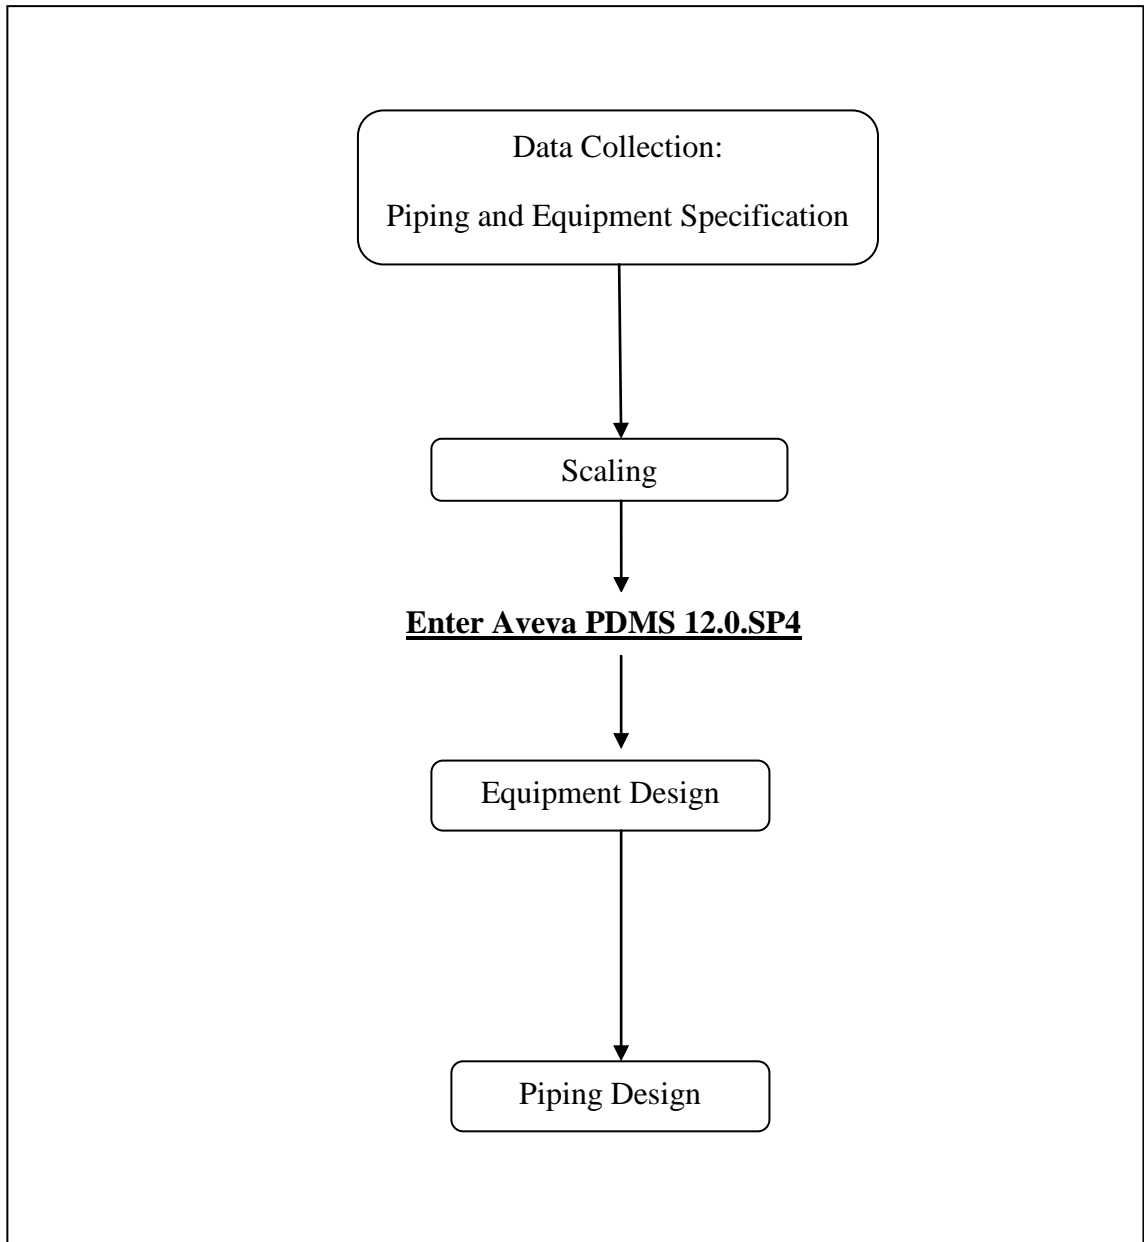 Data Collection:
Piping and Equipment Specification
Scaling
Enter Aveva PDMS 12.0.SP4
Equipment Design
Piping Design